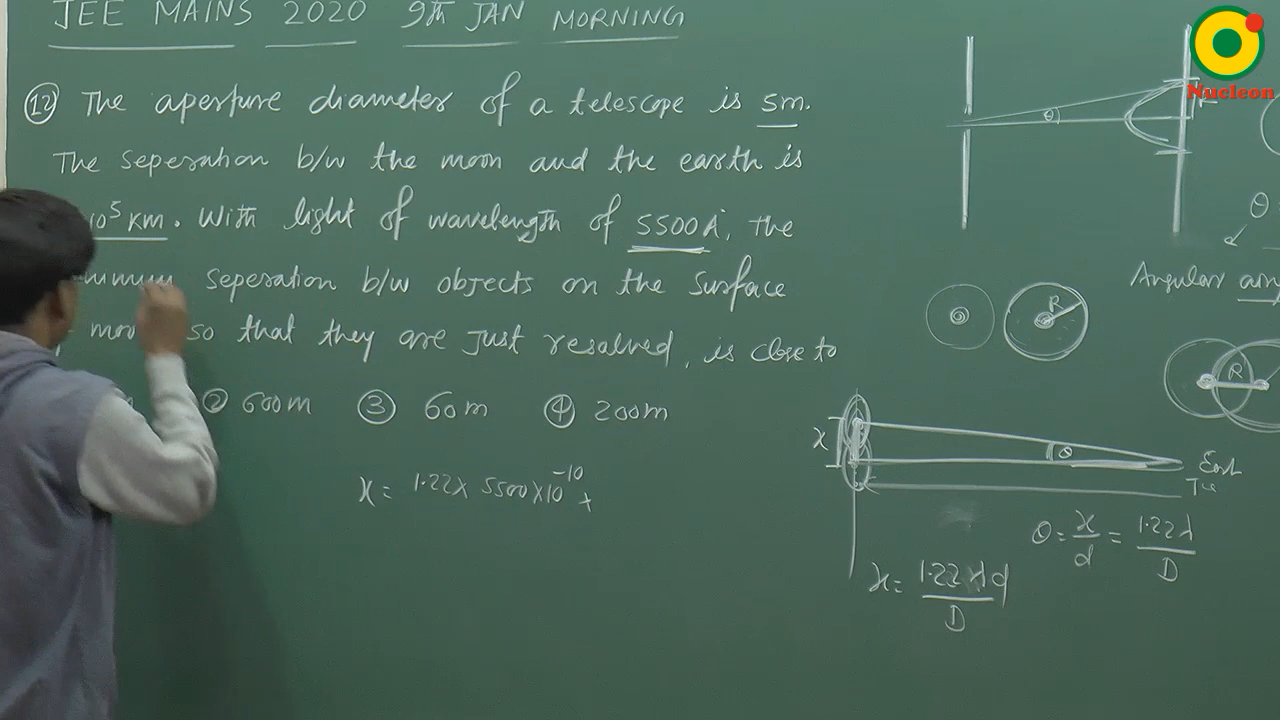 JEE MAINS 2020 9th JAN MORNING
Nucleon
(12) The aperture diameter of a telescope is 5m.
The seperation b/w the moon and the earth is
10⁵ KM. With light of wavelength of 5500Å, the
seperation b/w objects on the surface
so that they are just resolved, is close to
② 600m ③ 60m ④ 200m
x = 1.22 × 5500 × 10⁻¹⁰ ×
θ
R
θ
Angular
R
R
x
θ
θ = x/d = 1.22λ/D
x = 1.22λd/D